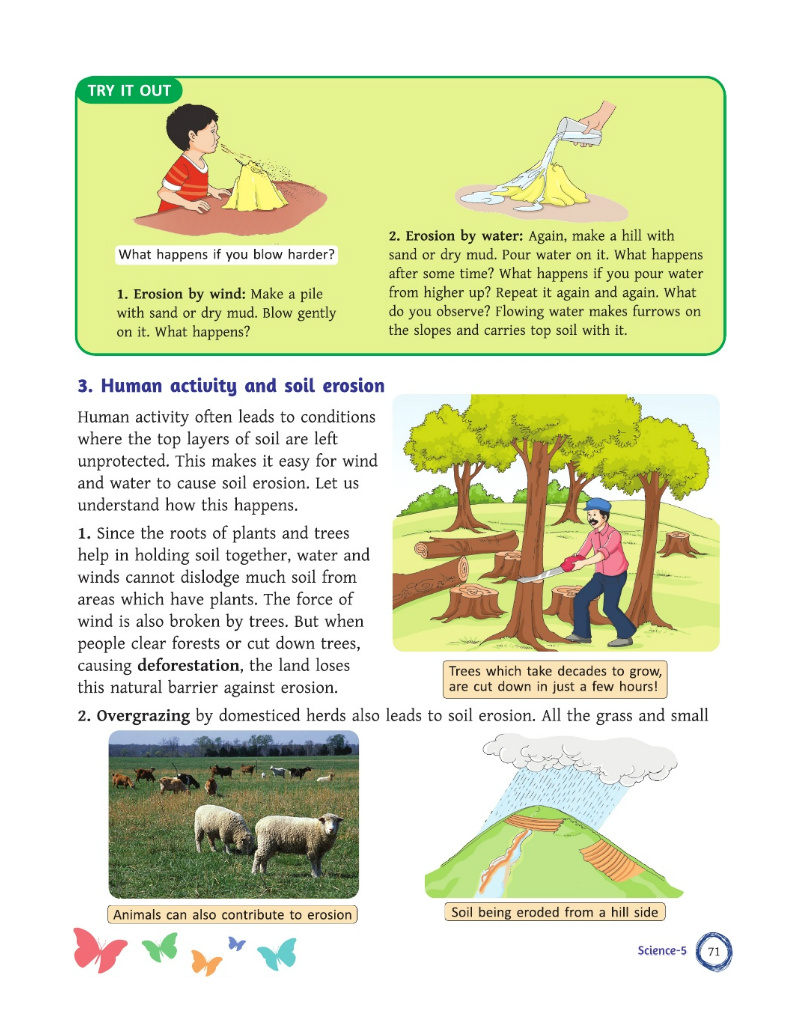 TRY IT OUT
What happens if you blow harder?
1. Erosion by wind: Make a pile
with sand or dry mud. Blow gently
on it. What happens?
2. Erosion by water: Again, make a hill with
sand or dry mud. Pour water on it. What happens
after some time? What happens if you pour water
from higher up? Repeat it again and again. What
do you observe? Flowing water makes furrows on
the slopes and carries top soil with it.
3. Human activity and soil erosion
Human activity often leads to conditions
where the top layers of soil are left
unprotected. This makes it easy for wind
and water to cause soil erosion. Let us
understand how this happens.
1. Since the roots of plants and trees
help in holding soil together, water and
winds cannot dislodge much soil from
areas which have plants. The force of
wind is also broken by trees. But when
people clear forests or cut down trees,
causing deforestation, the land loses
this natural barrier against erosion.
Trees which take decades to grow,
are cut down in just a few hours!
2. Overgrazing by domesticed herds also leads to soil erosion. All the grass and small
Animals can also contribute to erosion
Soil being eroded from a hill side
Science-5 71